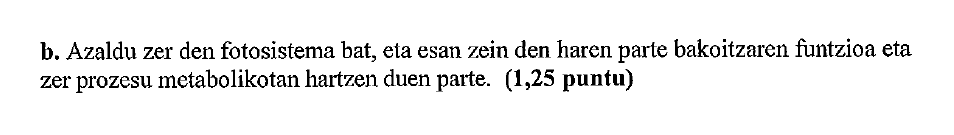 b. Azaldu zer den fotosistema bat, eta esan zein den haren parte bakoitzaren funtzioa eta
zer prozesu metabolikotan hartzen duen parte. (1,25 puntu)